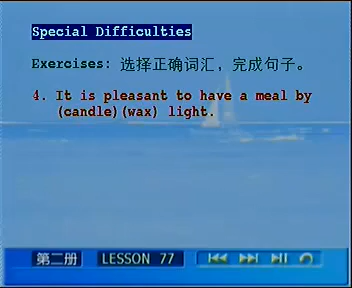 Special Difficulties
Exercises: 选择正确词汇，完成句子。
4. It is pleasant to have a meal by
(candle)(wax) light.
第二册 LESSON 77